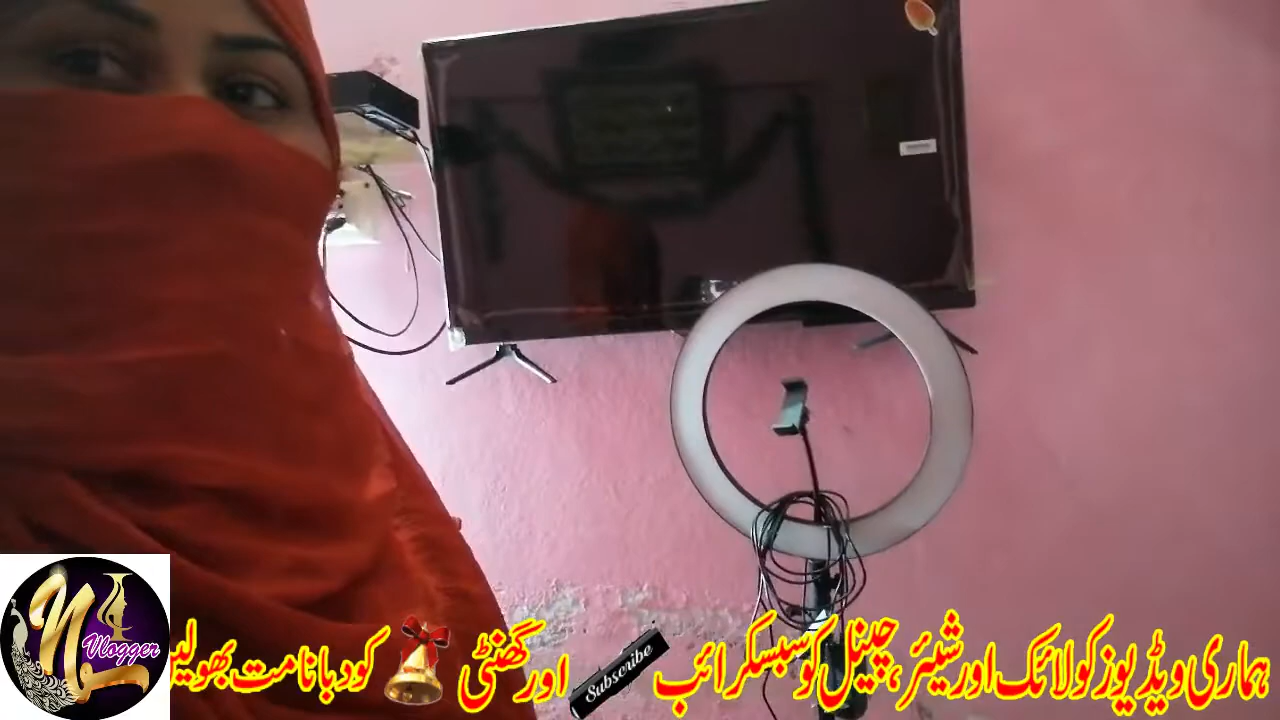 ہماری ویڈیوز کو لائک اور شیئر، چینل کو سبسکرائب Subscribe اور گھنٹی کو دبانا مت بھولیں
Vlogger